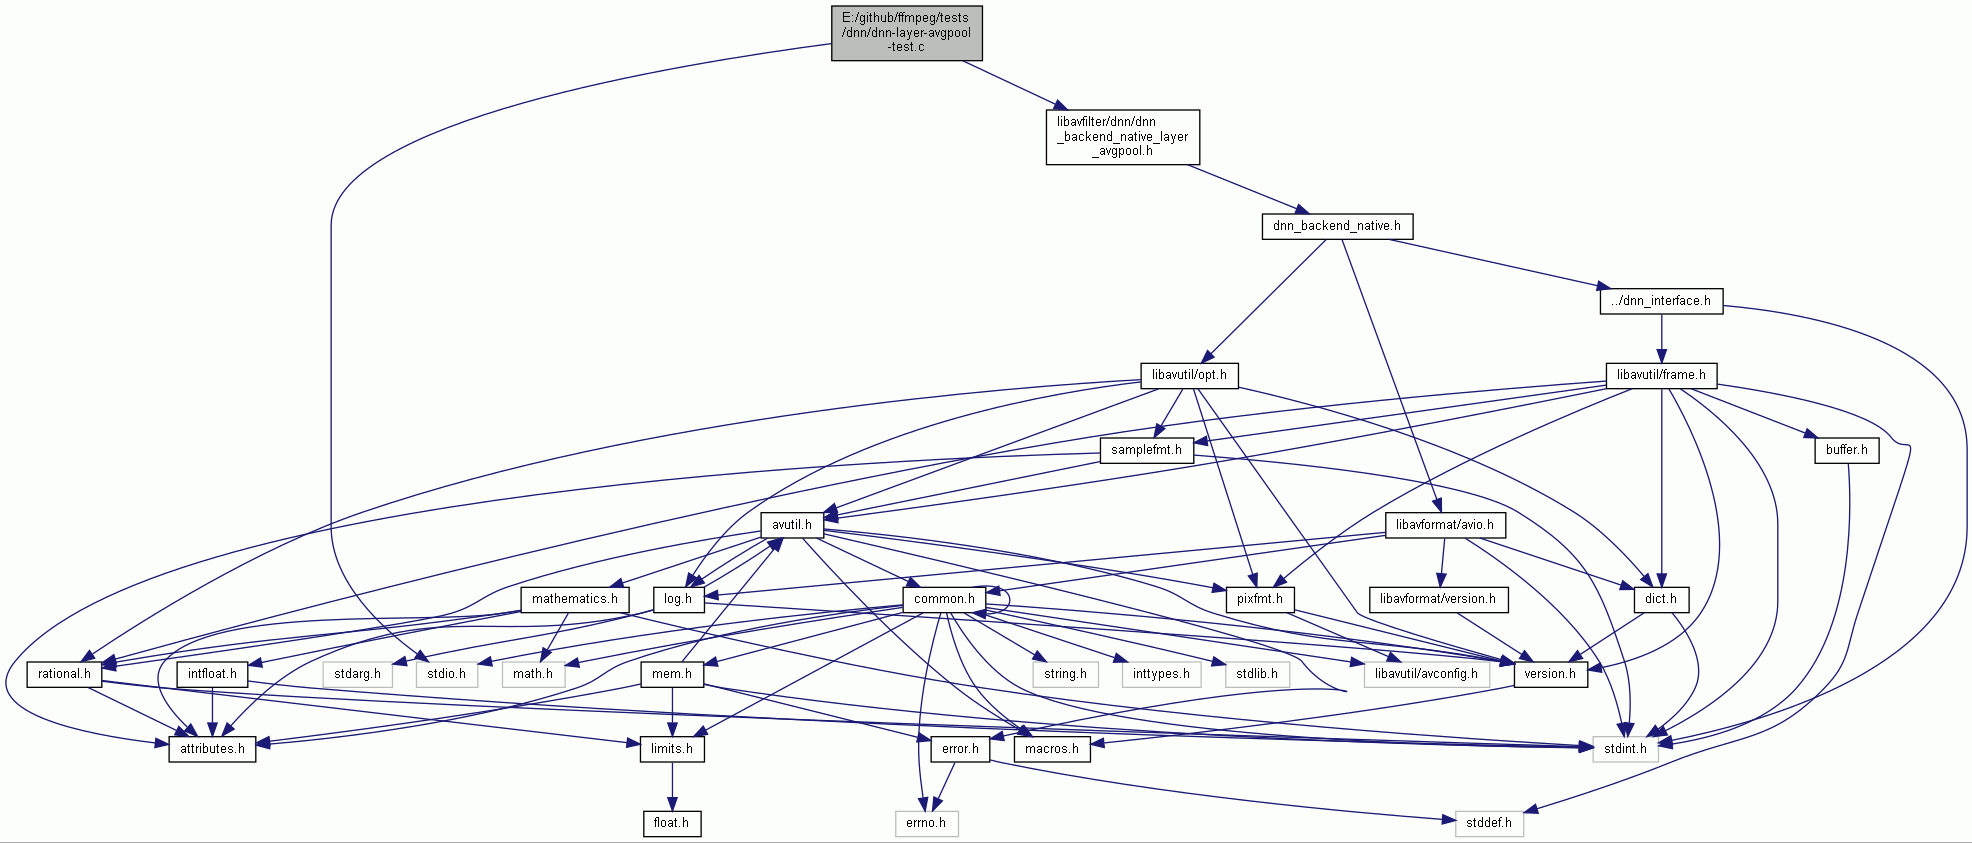 E:/github/ffmpeg/tests
/dnn/dnn-layer-avgpool
-test.c
libavfilter/dnn/dnn
_backend_native_layer
_avgpool.h
dnn_backend_native.h
../dnn_interface.h
libavutil/opt.h
libavutil/frame.h
samplefmt.h
buffer.h
avutil.h
libavformat/avio.h
mathematics.h
log.h
common.h
pixfmt.h
libavformat/version.h
dict.h
rational.h
intfloat.h
stdarg.h
stdio.h
math.h
mem.h
string.h
inttypes.h
stdlib.h
libavutil/avconfig.h
version.h
attributes.h
limits.h
error.h
macros.h
stdint.h
float.h
errno.h
stddef.h